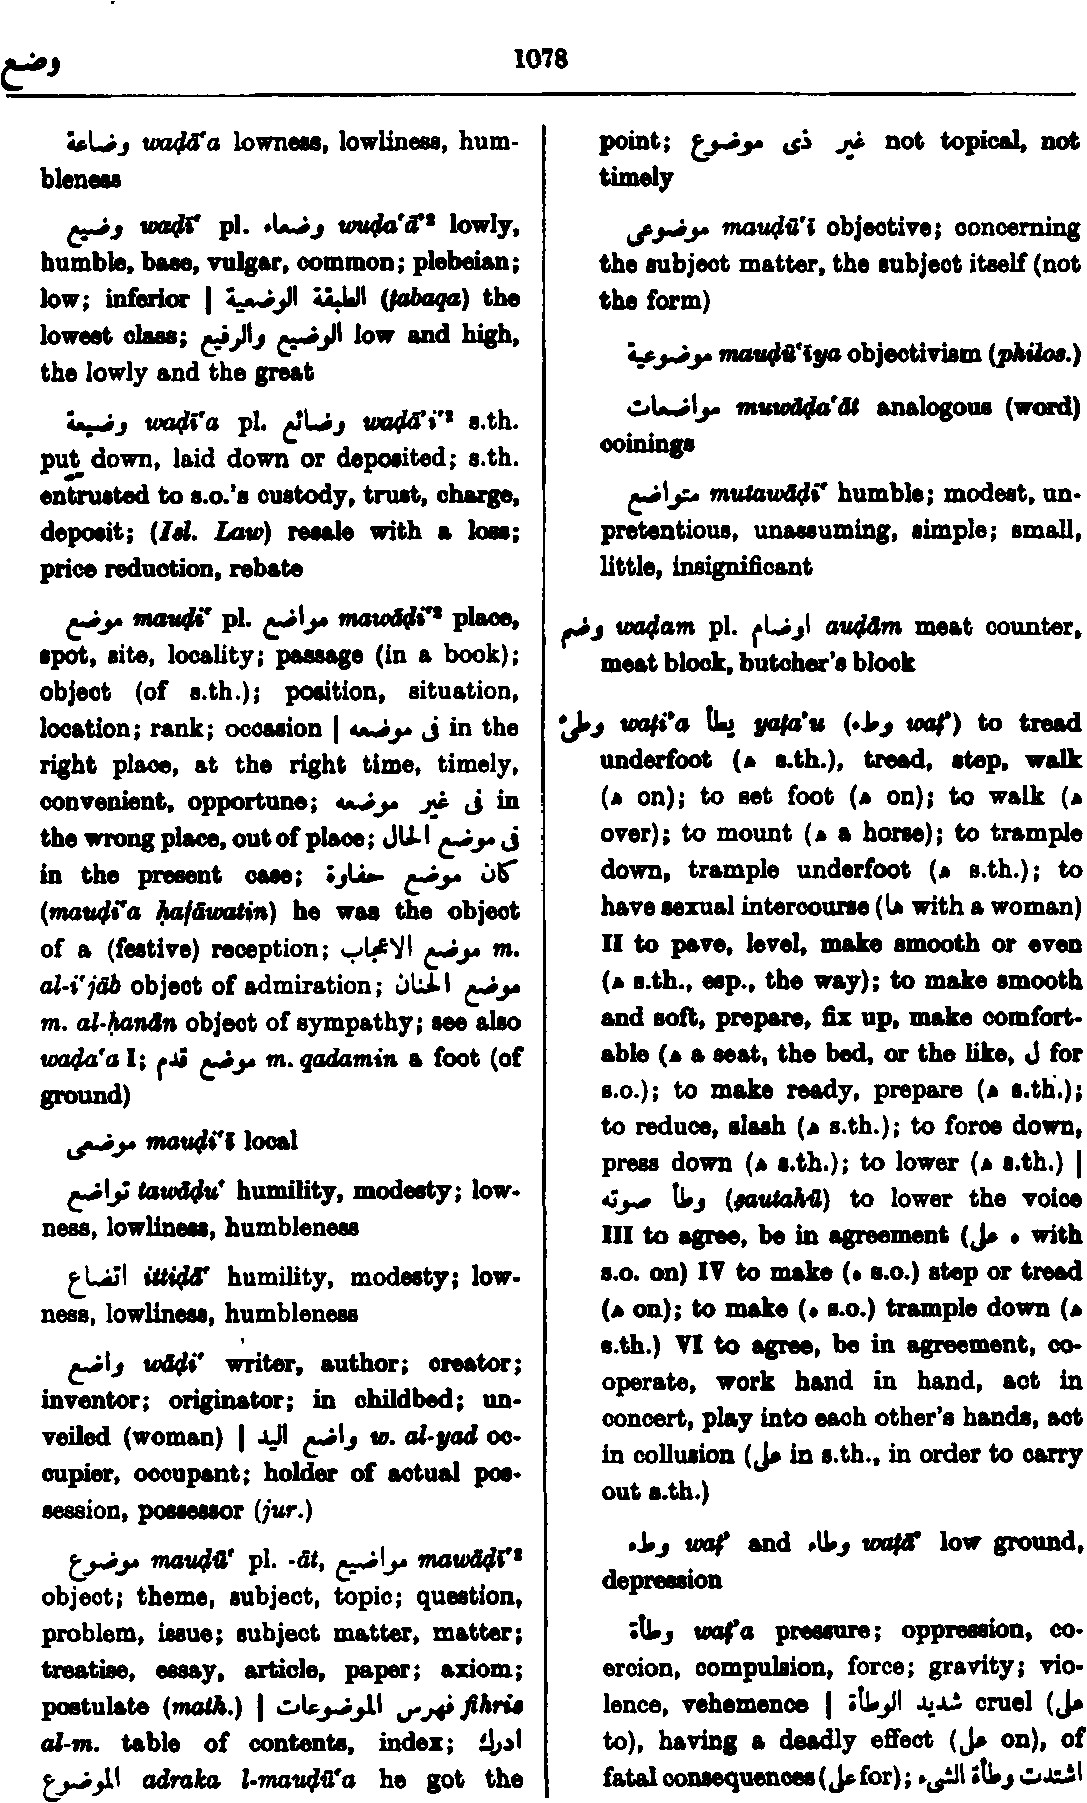 وضع
1078
وضاعة waḍā‘a lowness, lowliness, hum-
bleness
وضيع waḍī‘ pl. وضعاء wuḍa‘ā’² lowly,
humble, base, vulgar, common; plebeian;
low; inferior | الطبقة الوضيعة (ṭabaqa) the
lowest class; الوضيع والرفيع low and high,
the lowly and the great
وضيعة waḍī‘a pl. وضائع waḍā’i‘² s.th.
put down, laid down or deposited; s.th.
entrusted to s.o.’s custody, trust, charge,
deposit; (Isl. Law) resale with a loss;
price reduction, rebate
موضع mauḍi‘ pl. مواضع mawāḍi‘² place,
spot, site, locality; passage (in a book);
object (of s.th.); position, situation,
location; rank; occasion | فى موضعه in the
right place, at the right time, timely,
convenient, opportune; فى غير موضعه in
the wrong place, out of place; فى موضع الحال
in the present case; كان موضع حفاوة
(mauḍi‘a ḥafāwatin) he was the object
of a (festive) reception; موضع الاعجاب m.
al-i‘jāb object of admiration; موضع الحنان
m. al-ḥanān object of sympathy; see also
waḍa‘a I; موضع قدم m. qadamin a foot (of
ground)
موضعى mauḍi‘ī local
تواضع tawāḍu‘ humility, modesty; low-
ness, lowliness, humbleness
اتضاع ittiḍā‘ humility, modesty; low-
ness, lowliness, humbleness
واضع wāḍi‘ writer, author; creator;
inventor; originator; in childbed; un-
veiled (woman) | واضع اليد w. al-yad oc-
cupier, occupant; holder of actual pos-
session, possessor (jur.)
موضوع mauḍū‘ pl. -āt, مواضيع mawāḍī‘²
object; theme, subject, topic; question,
problem, issue; subject matter, matter;
treatise, essay, article, paper; axiom;
postulate (math.) | فهرس الموضوعات fihris
al-m. table of contents, index; ادرك
الموضوع adraka l-mauḍū‘a he got the
point; غير ذى موضوع not topical, not
timely
موضوعى mauḍū‘ī objective; concerning
the subject matter, the subject itself (not
the form)
موضوعية mauḍū‘īya objectivism (philos.)
مواضعات muwāḍa‘āt analogous (word)
coinings
متواضع mutawāḍi‘ humble; modest, un-
pretentious, unassuming, simple; small,
little, insignificant
وضم waḍam pl. اوضام auḍām meat counter,
meat block, butcher’s block
وطئ waṭi’a يطأ yaṭa’u (وطء waṭ’) to tread
underfoot (ه s.th.), tread, step, walk
(ه on); to set foot (ه on); to walk (ه
over); to mount (ه a horse); to trample
down, trample underfoot (ه s.th.); to
have sexual intercourse (ها with a woman)
II to pave, level, make smooth or even
(ه s.th., esp., the way); to make smooth
and soft, prepare, fix up, make comfort-
able (ه a seat, the bed, or the like, ل for
s.o.); to make ready, prepare (ه s.th.);
to reduce, slash (ه s.th.); to force down,
press down (ه s.th.); to lower (ه s.th.) |
وطأ صوته (ṣautahū) to lower the voice
III to agree, be in agreement (ه على with
s.o. on) IV to make (ه s.o.) step or tread
(ه on); to make (ه s.o.) trample down (ه
s.th.) VI to agree, be in agreement, co-
operate, work hand in hand, act in
concert, play into each other’s hands, act
in collusion (على in s.th., in order to carry
out s.th.)
وطء waṭ’ and وطاء waṭā’ low ground,
depression
وطأة waṭ’a pressure; oppression, co-
ercion, compulsion, force; gravity; vio-
lence, vehemence | شديد الوطأة cruel (على
to), having a deadly effect (على on), of
fatal consequences (على for); اشتدت وطأة الشىء